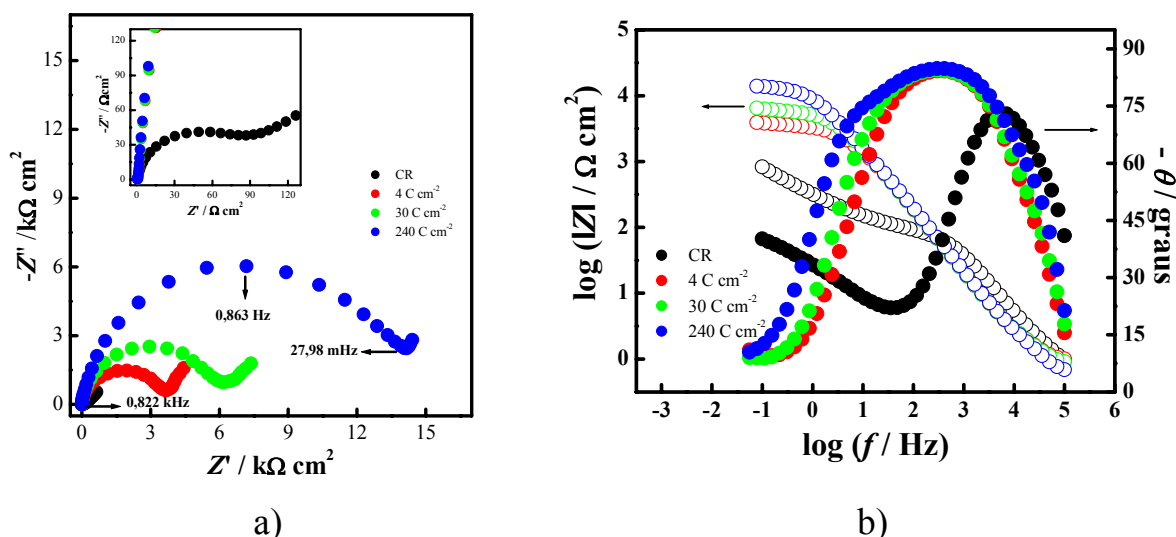 -Z'' / kΩ cm²
15
12
9
6
3
0
0 3 6 9 12 15
Z' / kΩ cm²
-Z'' / Ωcm²
120
90
60
30
0
0 30 60 90 120
Z' / Ω cm²
CR
4 C cm⁻²
30 C cm⁻²
240 C cm⁻²
0,863 Hz
27,98 mHz
0,822 kHz
a)
log (|Z| / Ω cm²)
5
4
3
2
1
0
-3 -2 -1 0 1 2 3 4 5 6
log (f / Hz)
90
75
60
45
30
15
0
- θ / graus
CR
4 C cm⁻²
30 C cm⁻²
240 C cm⁻²
b)